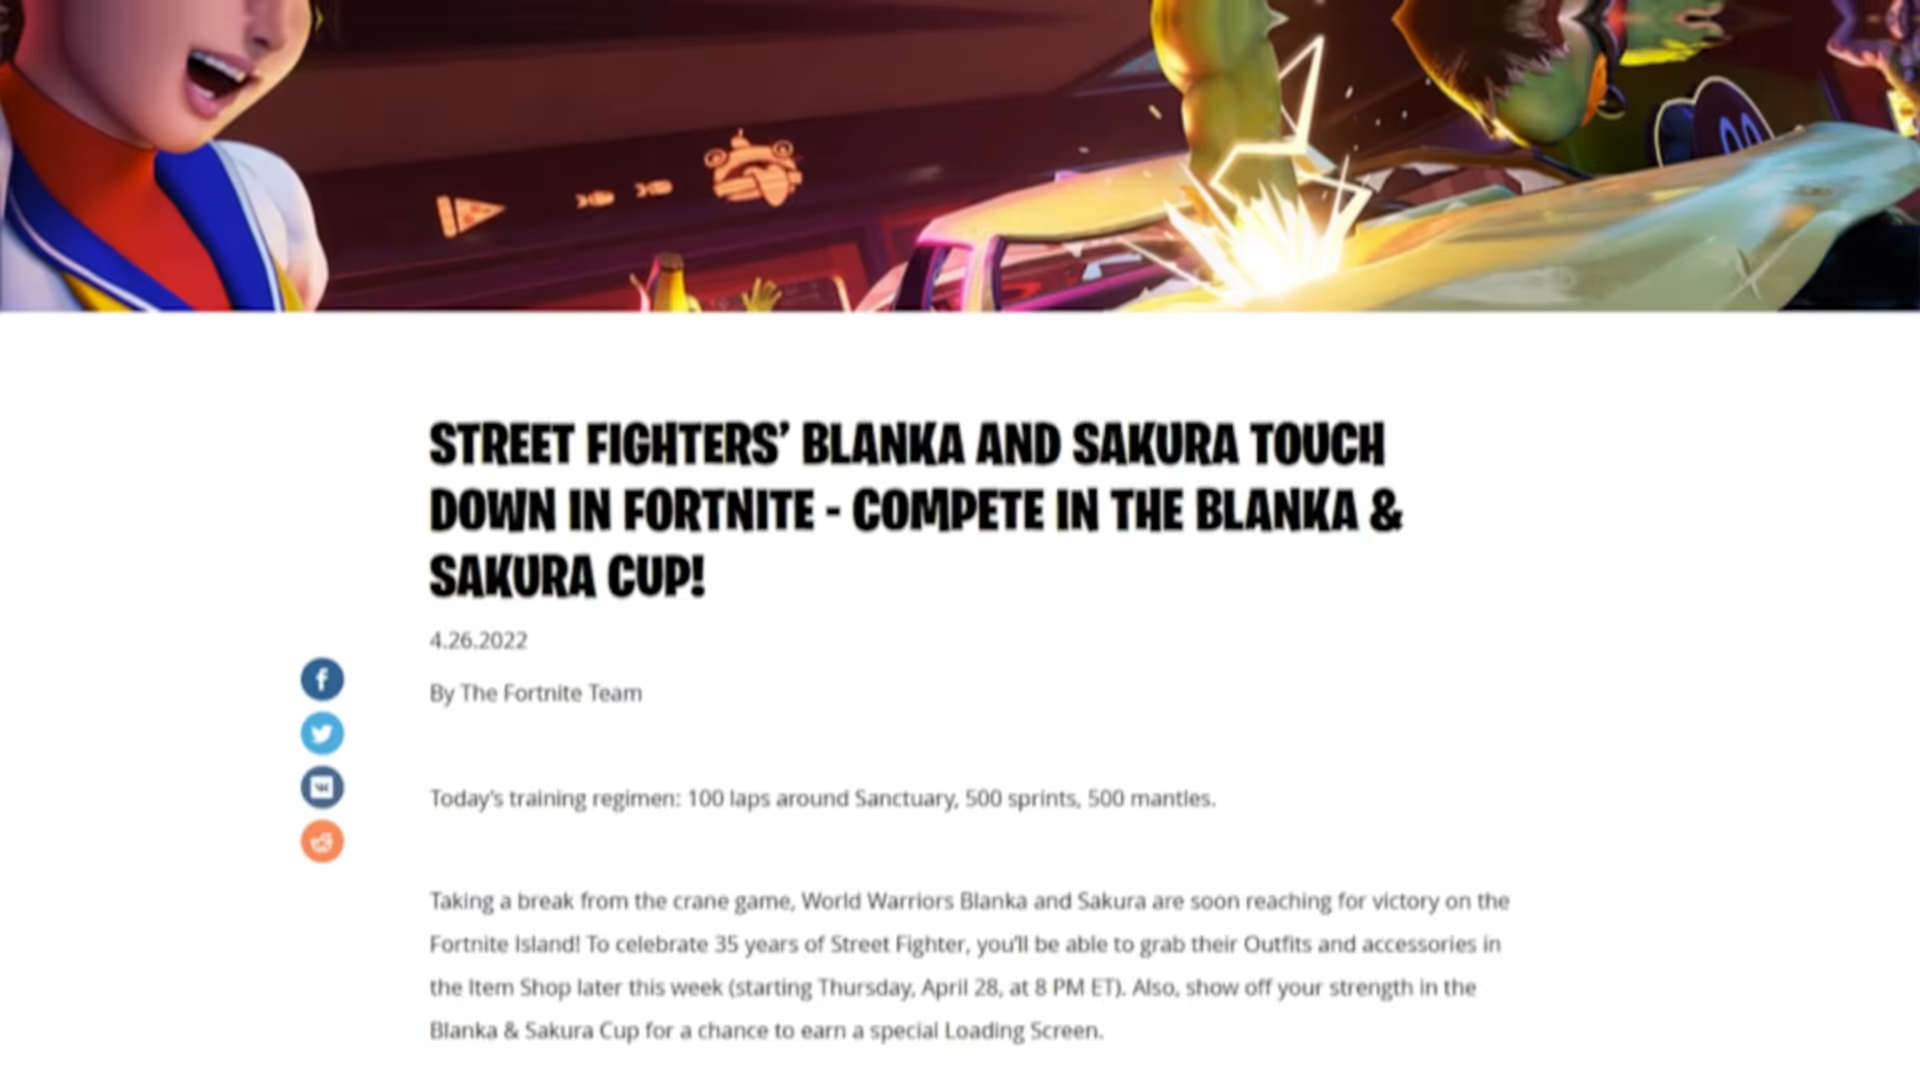 STREET FIGHTERS' BLANKA AND SAKURA TOUCH
DOWN IN FORTNITE - COMPETE IN THE BLANKA &
SAKURA CUP!
4.26.2022
By The Fortnite Team
Today's training regimen: 100 laps around Sanctuary, 500 sprints, 500 mantles.
Taking a break from the crane game, World Warriors Blanka and Sakura are soon reaching for victory on the
Fortnite Island! To celebrate 35 years of Street Fighter, you'll be able to grab their Outfits and accessories in
the Item Shop later this week (starting Thursday, April 28, at 8 PM ET). Also, show off your strength in the
Blanka & Sakura Cup for a chance to earn a special Loading Screen.